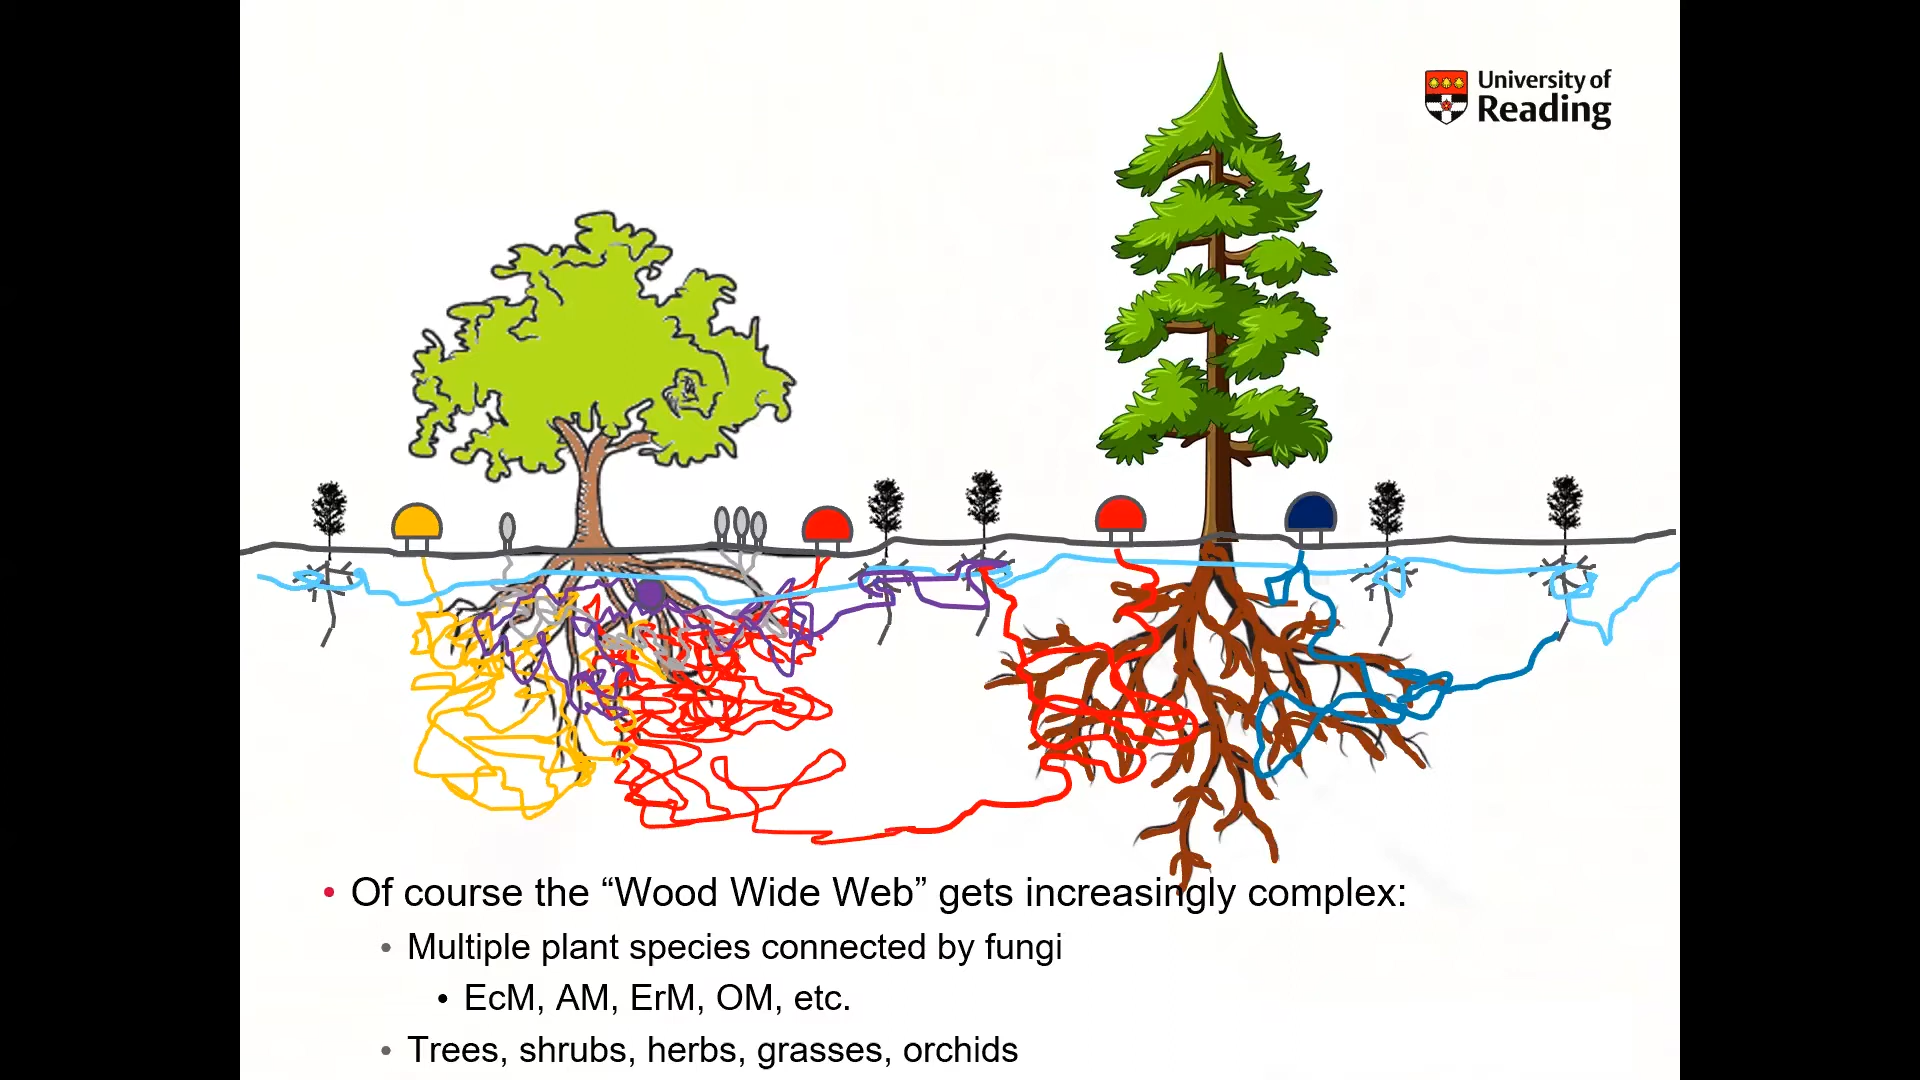 University of
Reading
• Of course the “Wood Wide Web” gets increasingly complex:
• Multiple plant species connected by fungi
• EcM, AM, ErM, OM, etc.
• Trees, shrubs, herbs, grasses, orchids